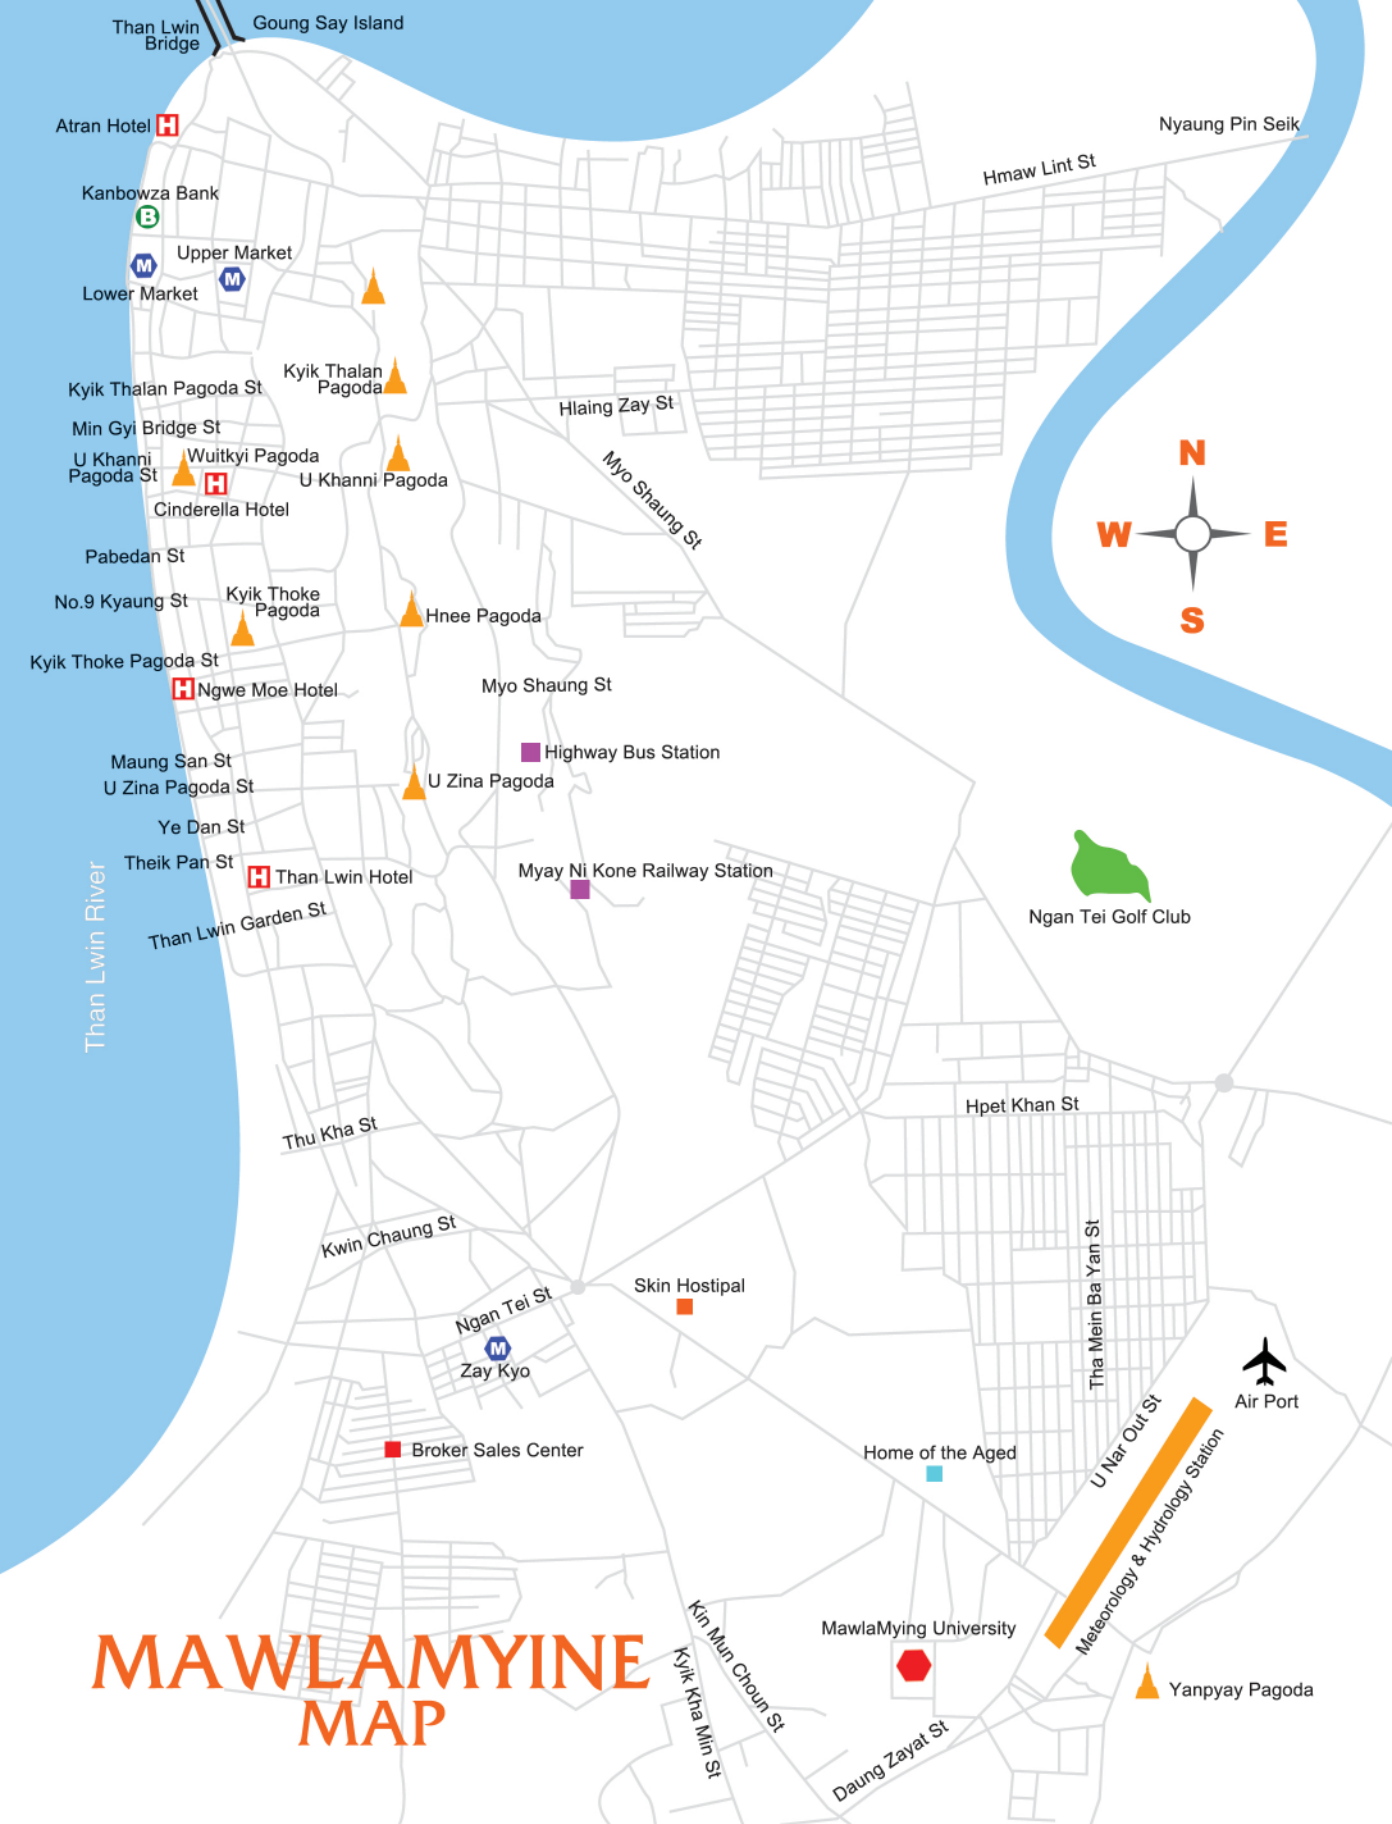 Than Lwin
Bridge
Goung Say Island
Atran Hotel
H
Nyaung Pin Seik
Hmaw Lint St
Kanbowza Bank
B
Upper Market
M
M
Lower Market
Kyik Thalan
Pagoda
Kyik Thalan Pagoda St
Hlaing Zay St
Min Gyi Bridge St
U Khanni
Pagoda St
Wuitkyi Pagoda
H
U Khanni Pagoda
Cinderella Hotel
Myo Shaung St
N
W
E
S
Pabedan St
No.9 Kyaung St
Kyik Thoke
Pagoda
Hnee Pagoda
Kyik Thoke Pagoda St
H
Ngwe Moe Hotel
Myo Shaung St
Highway Bus Station
Maung San St
U Zina Pagoda St
U Zina Pagoda
Ye Dan St
Theik Pan St
H
Than Lwin Hotel
Myay Ni Kone Railway Station
Than Lwin Garden St
Than Lwin River
Ngan Tei Golf Club
Hpet Khan St
Thu Kha St
Kwin Chaung St
Tha Mein Ba Yan St
Skin Hostipal
Ngan Tei St
M
Zay Kyo
Air Port
Broker Sales Center
Home of the Aged
U Nar Out St
Meteorology & Hydrology Station
MawlaMying University
Kin Mun Choun St
Kyik Kha Min St
Yanpyay Pagoda
Daung Zayat St
MAWLAMYINE
MAP